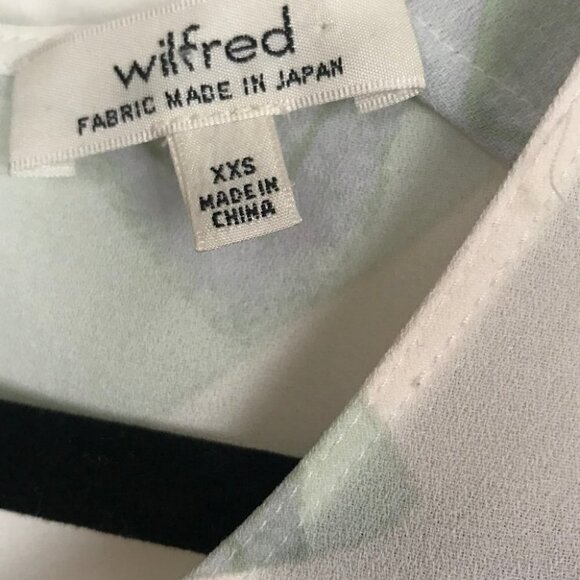 wilfred
FABRIC MADE IN JAPAN
XXS
MADE IN
CHINA